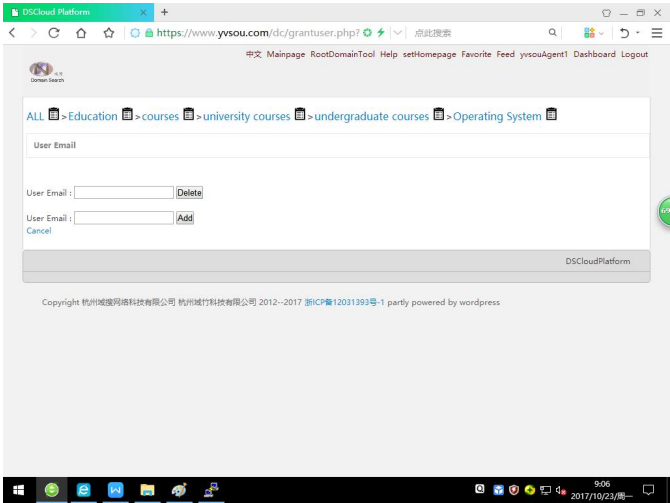 DSCloud Platform
https://www.yvsou.com/dc/grantuser.php?
点此搜索
中文 Mainpage RootDomainTool Help setHomepage Favorite Feed yvsouAgent1 Dashboard Logout
Domain Search
ALL >Education >courses >university courses >undergraduate courses >Operating System
User Email
User Email : Delete
User Email : Add
Cancel
69
DSCloudPlatform
Copyright 杭州域搜网络科技有限公司 杭州域竹科技有限公司 2012--2017 浙ICP备12031393号-1 partly powered by wordpress
9:06
2017/10/23/周一